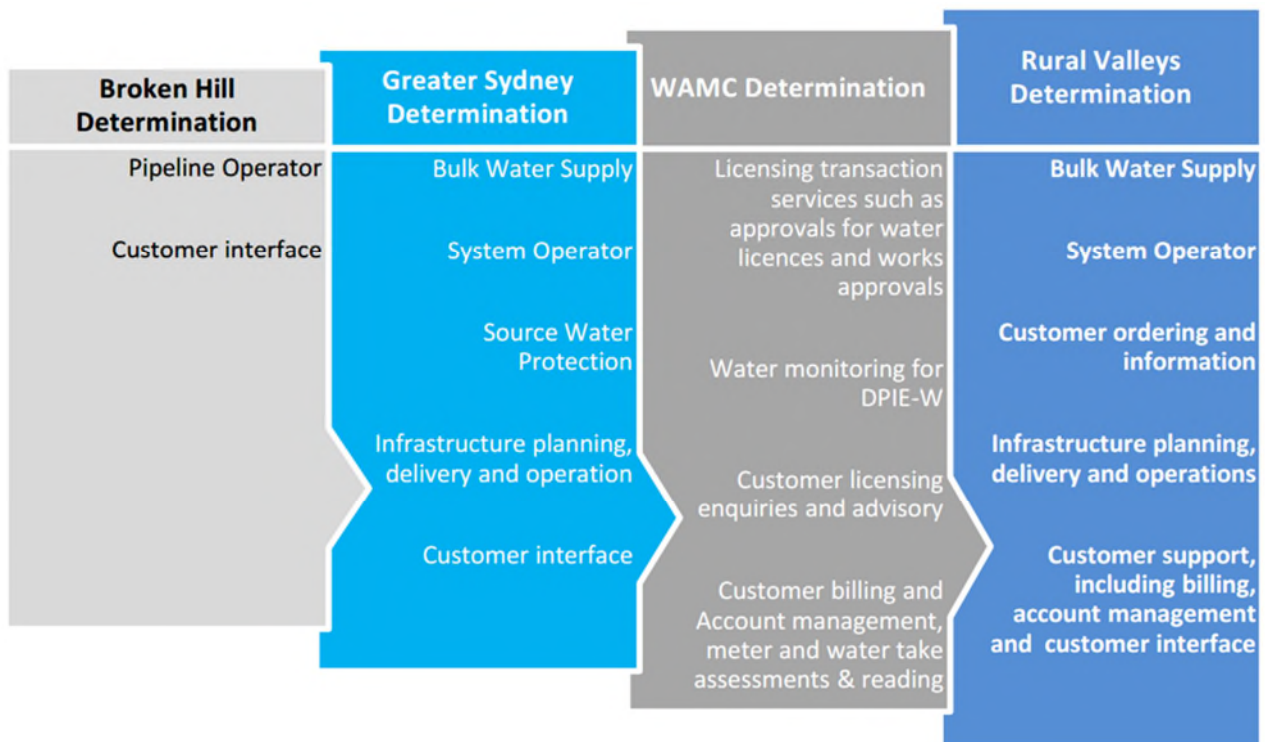 Broken Hill
Determination
Pipeline Operator
Customer interface
Greater Sydney
Determination
Bulk Water Supply
System Operator
Source Water
Protection
Infrastructure planning,
delivery and operation
Customer interface
WAMC Determination
Licensing transaction
services such as
approvals for water
licences and works
approvals
Water monitoring for
DPIE-W
Customer licensing
enquiries and advisory
Customer billing and
Account management,
meter and water take
assessments & reading
Rural Valleys
Determination
Bulk Water Supply
System Operator
Customer ordering and
information
Infrastructure planning,
delivery and operations
Customer support,
including billing,
account management
and customer interface